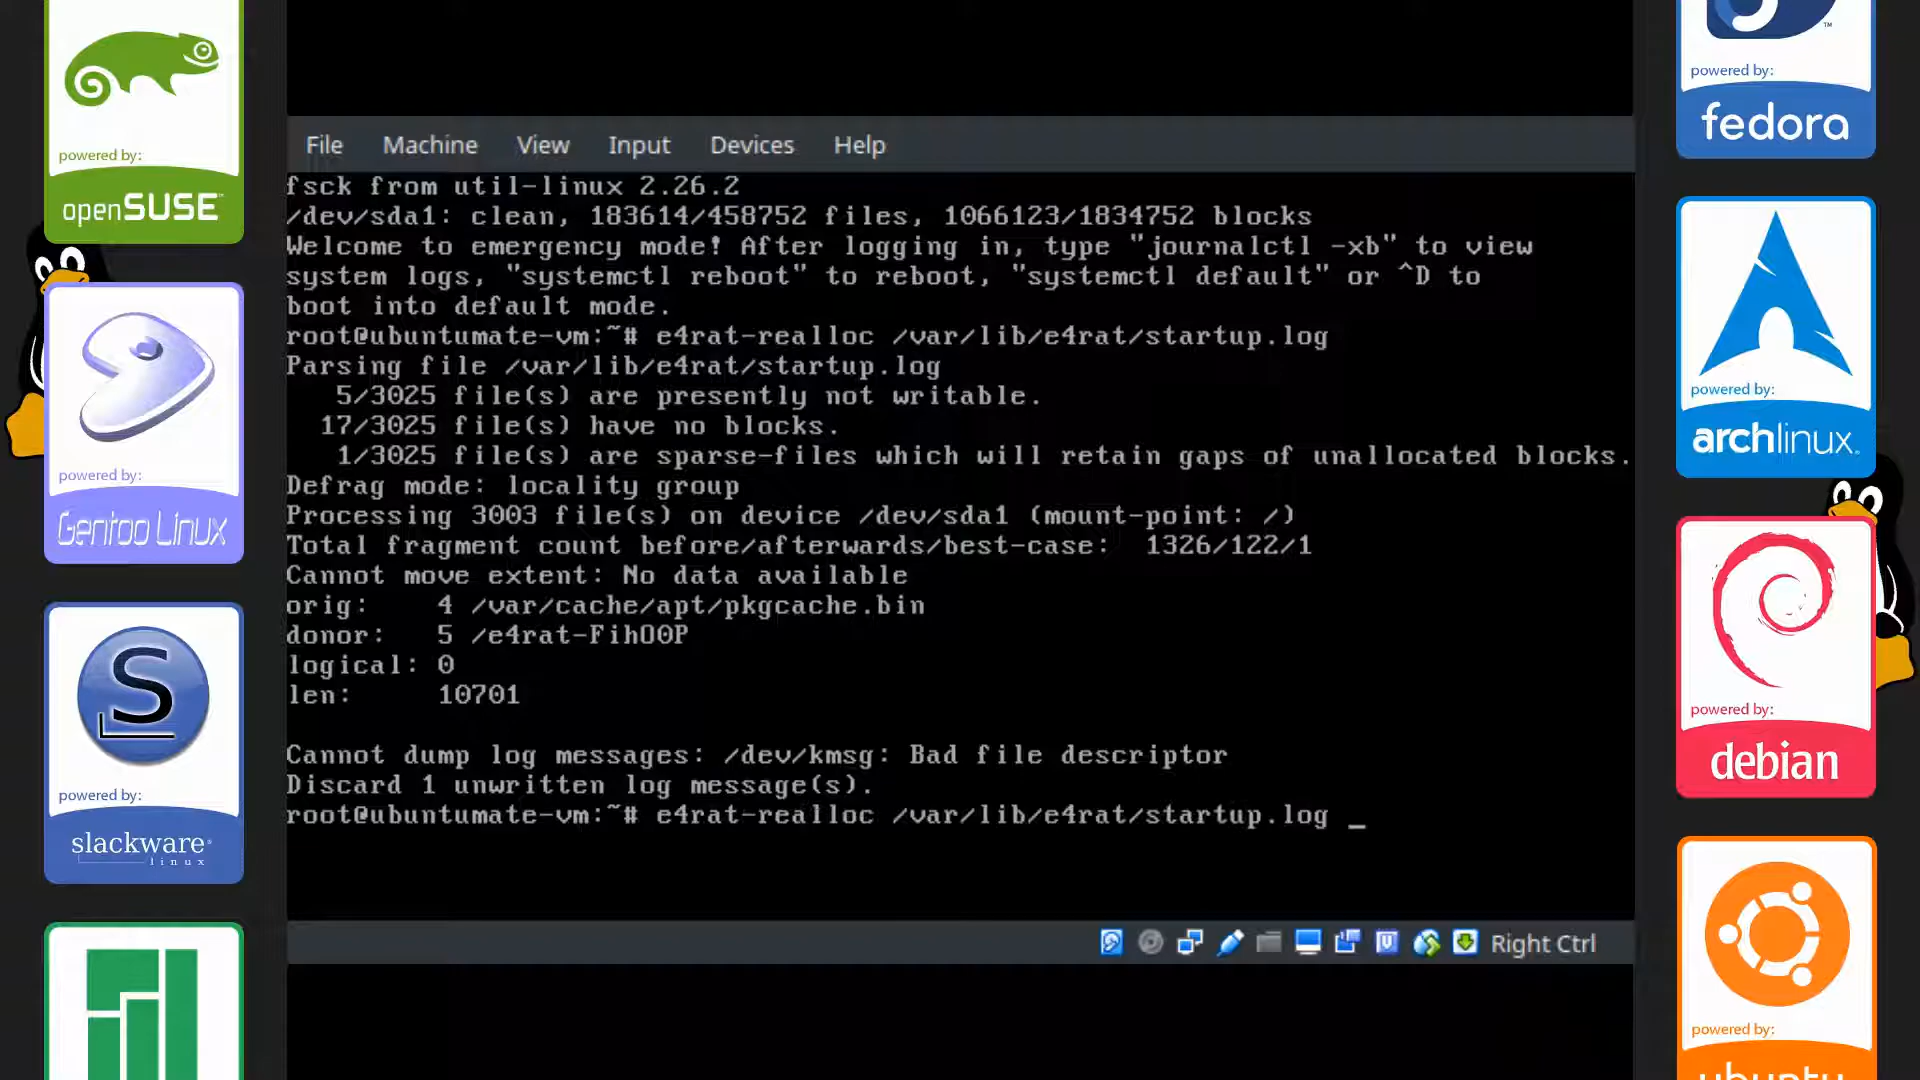 powered by:
openSUSE
powered by:
Gentoo Linux
powered by:
slackware
linux
File Machine View Input Devices Help
fsck from util-linux 2.26.2
/dev/sda1: clean, 183614/458752 files, 1066123/1834752 blocks
Welcome to emergency mode! After logging in, type "journalctl -xb" to view
system logs, "systemctl reboot" to reboot, "systemctl default" or ^D to
boot into default mode.
root@ubuntumate-vm:~# e4rat-realloc /var/lib/e4rat/startup.log
Parsing file /var/lib/e4rat/startup.log
5/3025 file(s) are presently not writable.
17/3025 file(s) have no blocks.
1/3025 file(s) are sparse-files which will retain gaps of unallocated blocks.
Defrag mode: locality group
Processing 3003 file(s) on device /dev/sda1 (mount-point: /)
Total fragment count before/afterwards/best-case: 1326/122/1
Cannot move extent: No data available
orig: 4 /var/cache/apt/pkgcache.bin
donor: 5 /e4rat-FihO0P
logical: 0
len: 10701
Cannot dump log messages: /dev/kmsg: Bad file descriptor
Discard 1 unwritten log message(s).
root@ubuntumate-vm:~# e4rat-realloc /var/lib/e4rat/startup.log _
Right Ctrl
TM
powered by:
fedora
powered by:
archlinux
powered by:
debian
powered by:
ubuntu